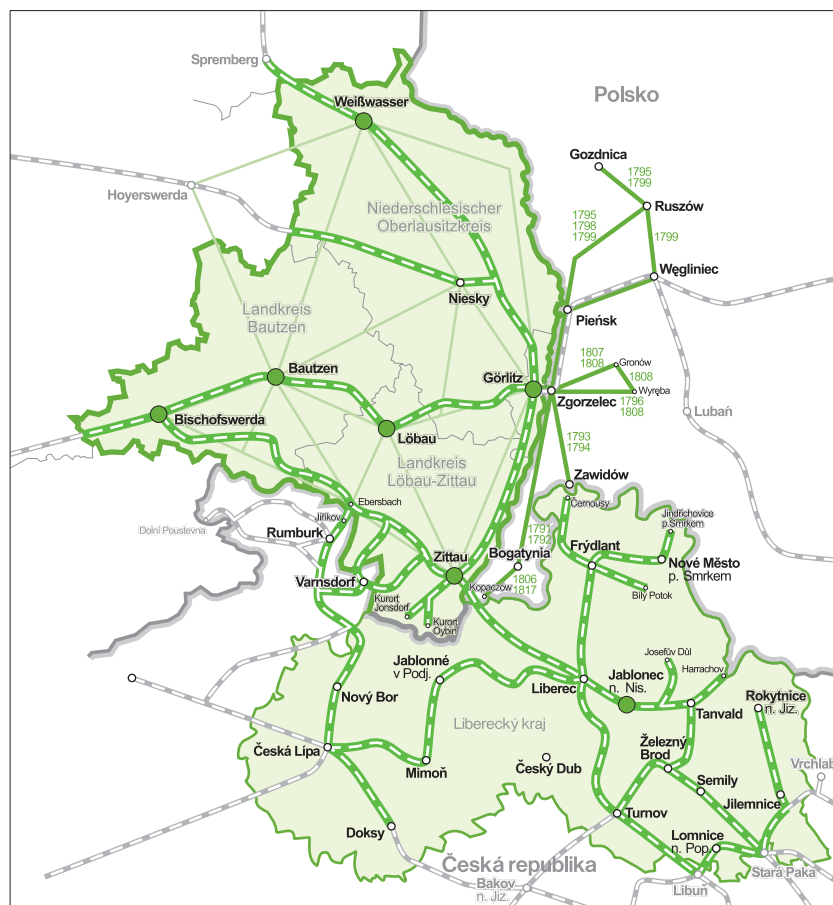 Spremberg
Weißwasser
Polsko
Gozdnica
1795
1799
Hoyerswerda
Ruszów
Niederschlesischer
Oberlausitzkreis
1795
1798
1799
1799
Węgliniec
Niesky
Landkreis
Bautzen
Pieńsk
1807
1808
Gronów
1808
Bautzen
Görlitz
Zgorzelec
Wyręba
1796
1808
Lubań
Bischofswerda
Löbau
1793
1794
Landkreis
Löbau-Zittau
Zawidów
Černousy
Ebersbach
Jindřichovice
p.Smrkem
Dolní Poustevna
Jiříkov
Rumburk
1791
1792
Zittau
Bogatynia
Frýdlant
Nové Město
p. Smrkem
Varnsdorf
Kopaczów
1806
1817
Bílý Potok
Kurort
Jonsdorf
Kurort
Oybin
Josefův Důl
Harrachov
Jablonné
v Podj.
Liberec
Jablonec
n. Nis.
Rokytnice
n. Jiz.
Nový Bor
Tanvald
Liberecký kraj
Česká Lípa
Mimoň
Český Dub
Železný
Brod
Semily
Vrchlabí
Jilemnice
Doksy
Turnov
Lomnice
n. Pop.
Česká republika
Stará Paka
Bakov
n. Jiz.
Libuň